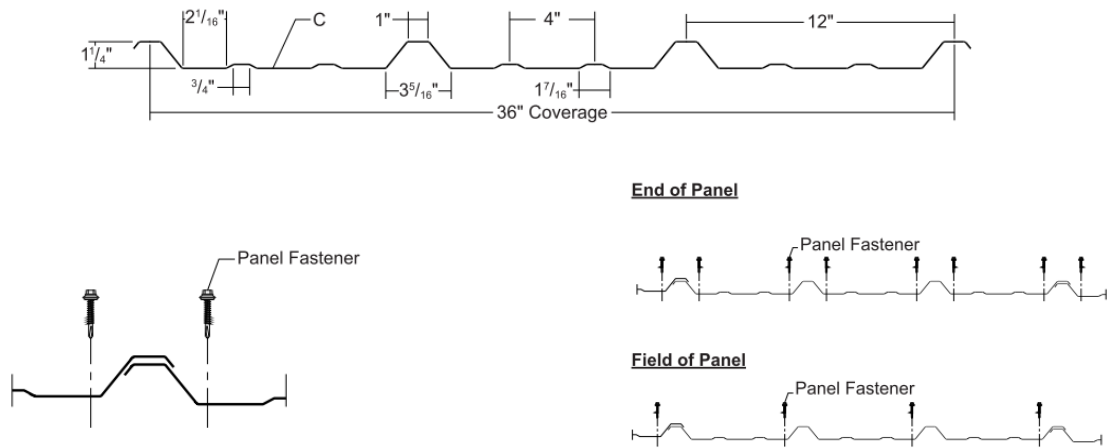 2 1/16"
C
1"
4"
12"
1 1/4"
3/4"
3 5/16"
1 7/16"
36" Coverage
End of Panel
Panel Fastener
Panel Fastener
Field of Panel
Panel Fastener